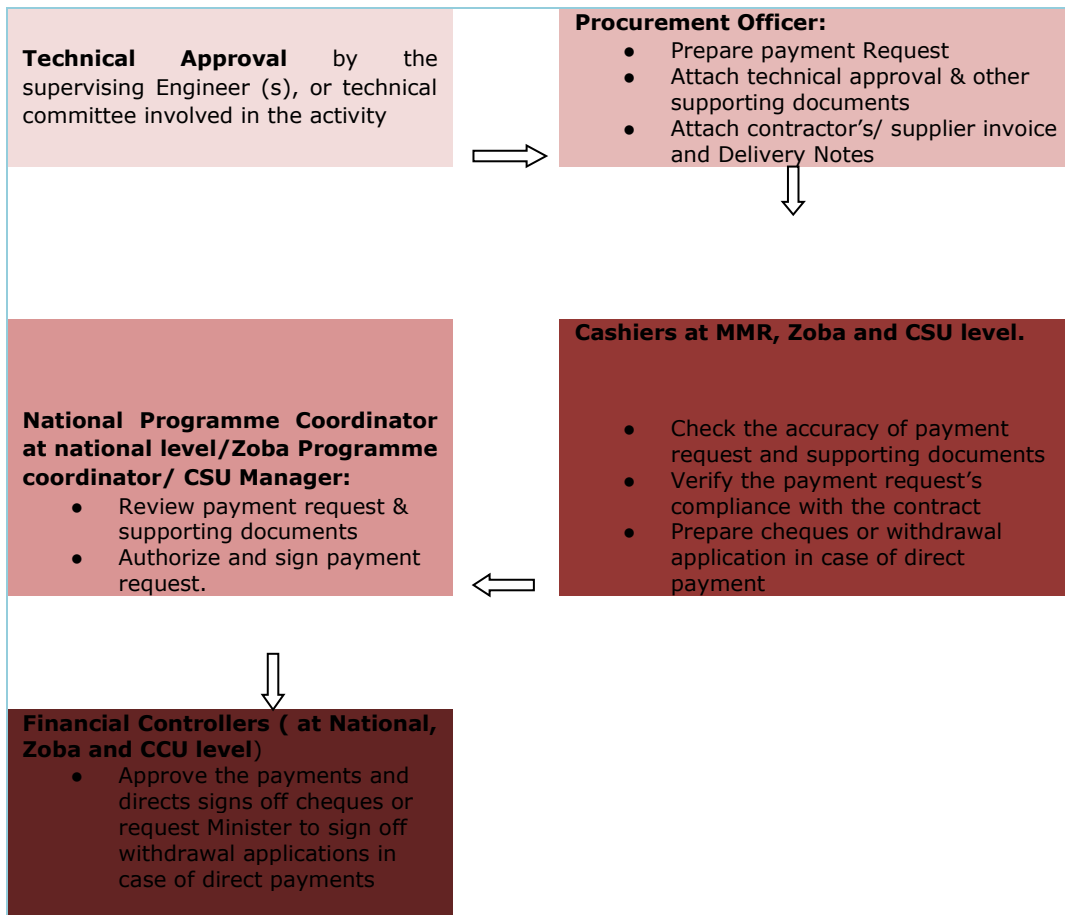 Technical Approval by the
supervising Engineer (s), or technical
committee involved in the activity
Procurement Officer:
● Prepare payment Request
● Attach technical approval & other
supporting documents
● Attach contractor's/ supplier invoice
and Delivery Notes
Cashiers at MMR, Zoba and CSU level.
● Check the accuracy of payment
request and supporting documents
● Verify the payment request's
compliance with the contract
● Prepare cheques or withdrawal
application in case of direct
payment
National Programme Coordinator
at national level/Zoba Programme
coordinator/ CSU Manager:
● Review payment request &
supporting documents
● Authorize and sign payment
request.
Financial Controllers ( at National,
Zoba and CCU level)
● Approve the payments and
directs signs off cheques or
request Minister to sign off
withdrawal applications in
case of direct payments